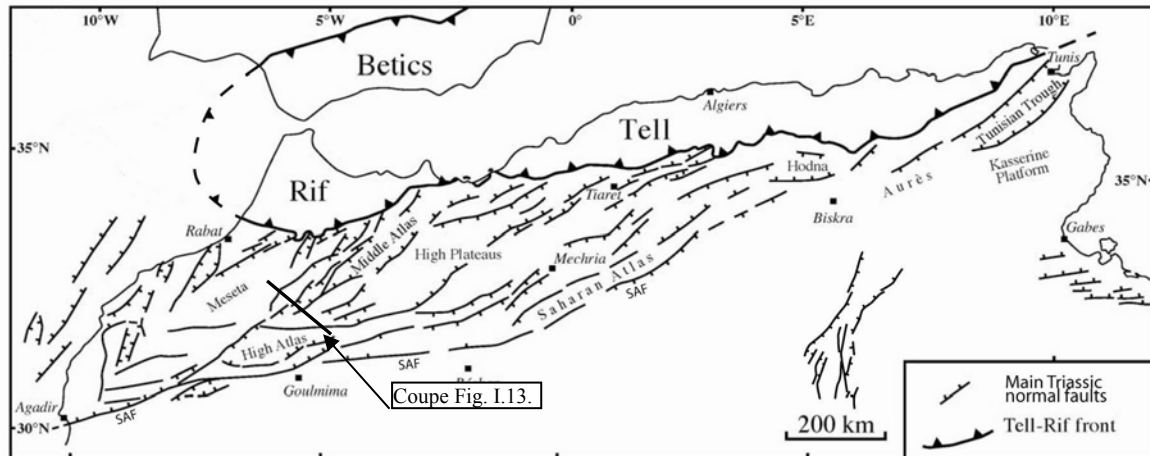 10°W
5°W
0°
5°E
10°E
Betics
Tunis
Algiers
Tunisian Trough
35°N
Tell
Hodna
Kasserine
Platform
Aurès
35°N
Rif
Tiaret
Biskra
Rabat
Middle Atlas
High Plateaus
Mechria
Gabes
Meseta
Saharan Atlas
SAF
High Atlas
SAF
Goulmima
Coupe Fig. I.13.
Agadir
SAF
30°N
200 km
Main Triassic
normal faults
Tell-Rif front